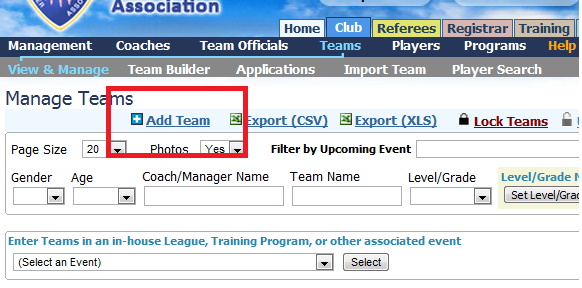 Association
Home Club Referees Registrar Training
Management Coaches Team Officials Teams Players Programs Help
View & Manage Team Builder Applications Import Team Player Search
Manage Teams
Add Team Export (CSV) Export (XLS) Lock Teams
Page Size 20 Photos Yes Filter by Upcoming Event
Gender Age Coach/Manager Name Team Name Level/Grade Level/Grade
Set Level/Grad
Enter Teams in an in-house League, Training Program, or other associated event
(Select an Event) Select